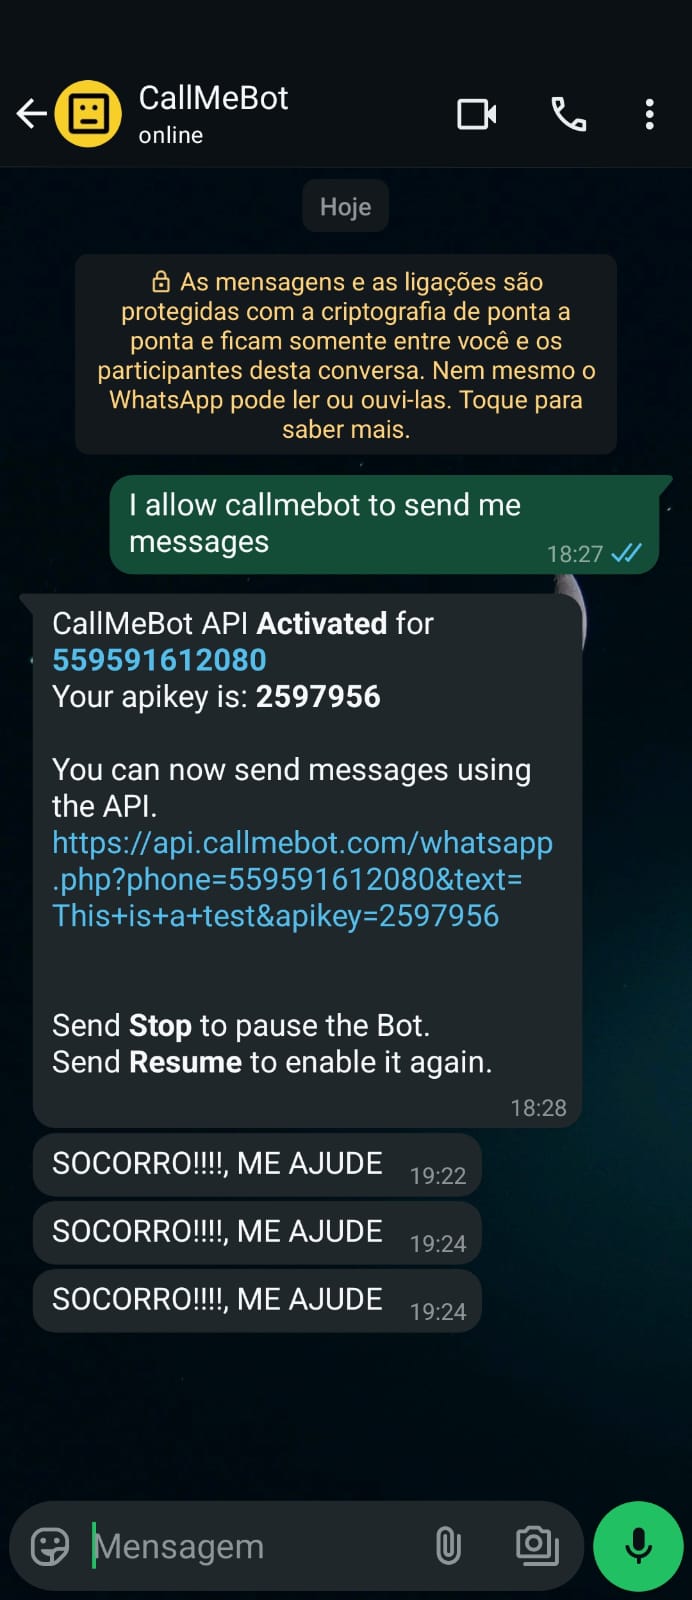 CallMeBot
online
Hoje
As mensagens e as ligações são
protegidas com a criptografia de ponta a
ponta e ficam somente entre você e os
participantes desta conversa. Nem mesmo o
WhatsApp pode ler ou ouvi-las. Toque para
saber mais.
I allow callmebot to send me
messages
18:27
CallMeBot API Activated for
559591612080
Your apikey is: 2597956
You can now send messages using
the API.
https://api.callmebot.com/whatsapp
.php?phone=559591612080&text=
This+is+a+test&apikey=2597956
Send Stop to pause the Bot.
Send Resume to enable it again.
18:28
SOCORRO!!!!, ME AJUDE 19:22
SOCORRO!!!!, ME AJUDE 19:24
SOCORRO!!!!, ME AJUDE 19:24
Mensagem